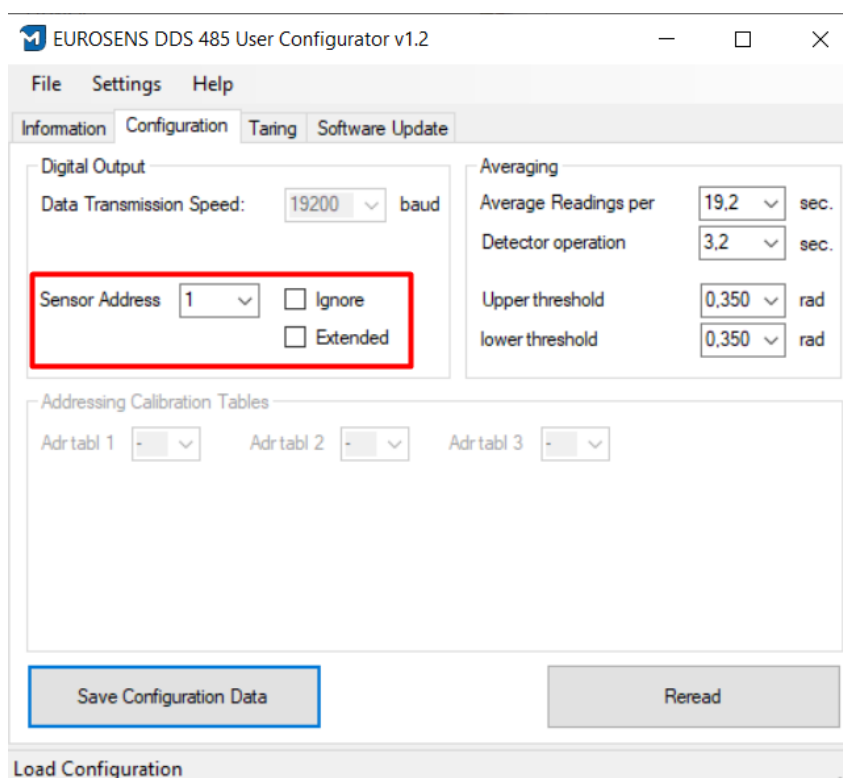 EUROSENS DDS 485 User Configurator v1.2
File Settings Help
Information Configuration Taring Software Update
Digital Output
Data Transmission Speed: 19200 baud
Sensor Address 1 Ignore
Extended
Averaging
Average Readings per 19,2 sec.
Detector operation 3,2 sec.
Upper threshold 0,350 rad
lower threshold 0,350 rad
Addressing Calibration Tables
Adr tabl 1 - Adr tabl 2 - Adr tabl 3 -
Save Configuration Data Reread
Load Configuration